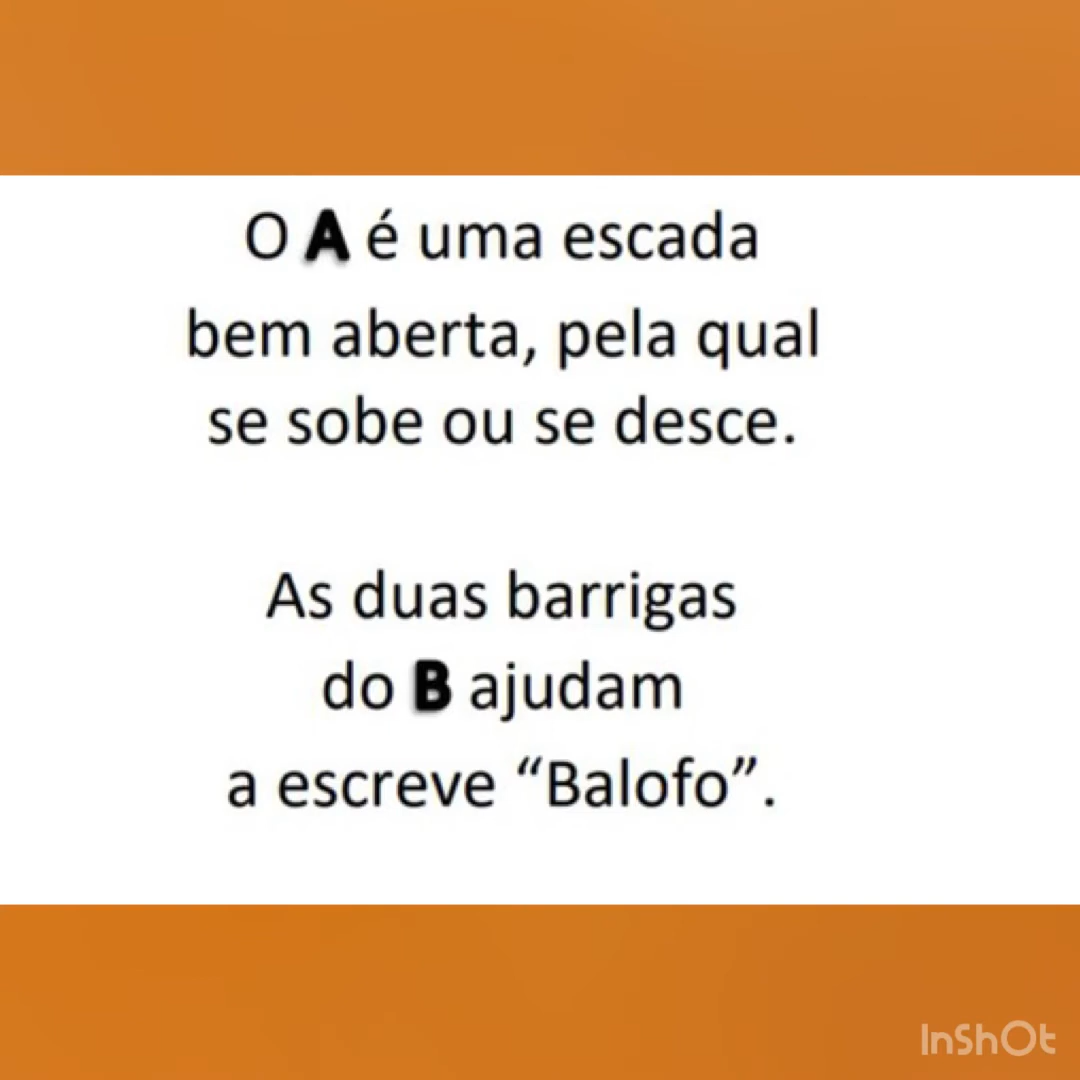 O A é uma escada
bem aberta, pela qual
se sobe ou se desce.
As duas barrigas
do B ajudam
a escreve “Balofo”.
InShOt